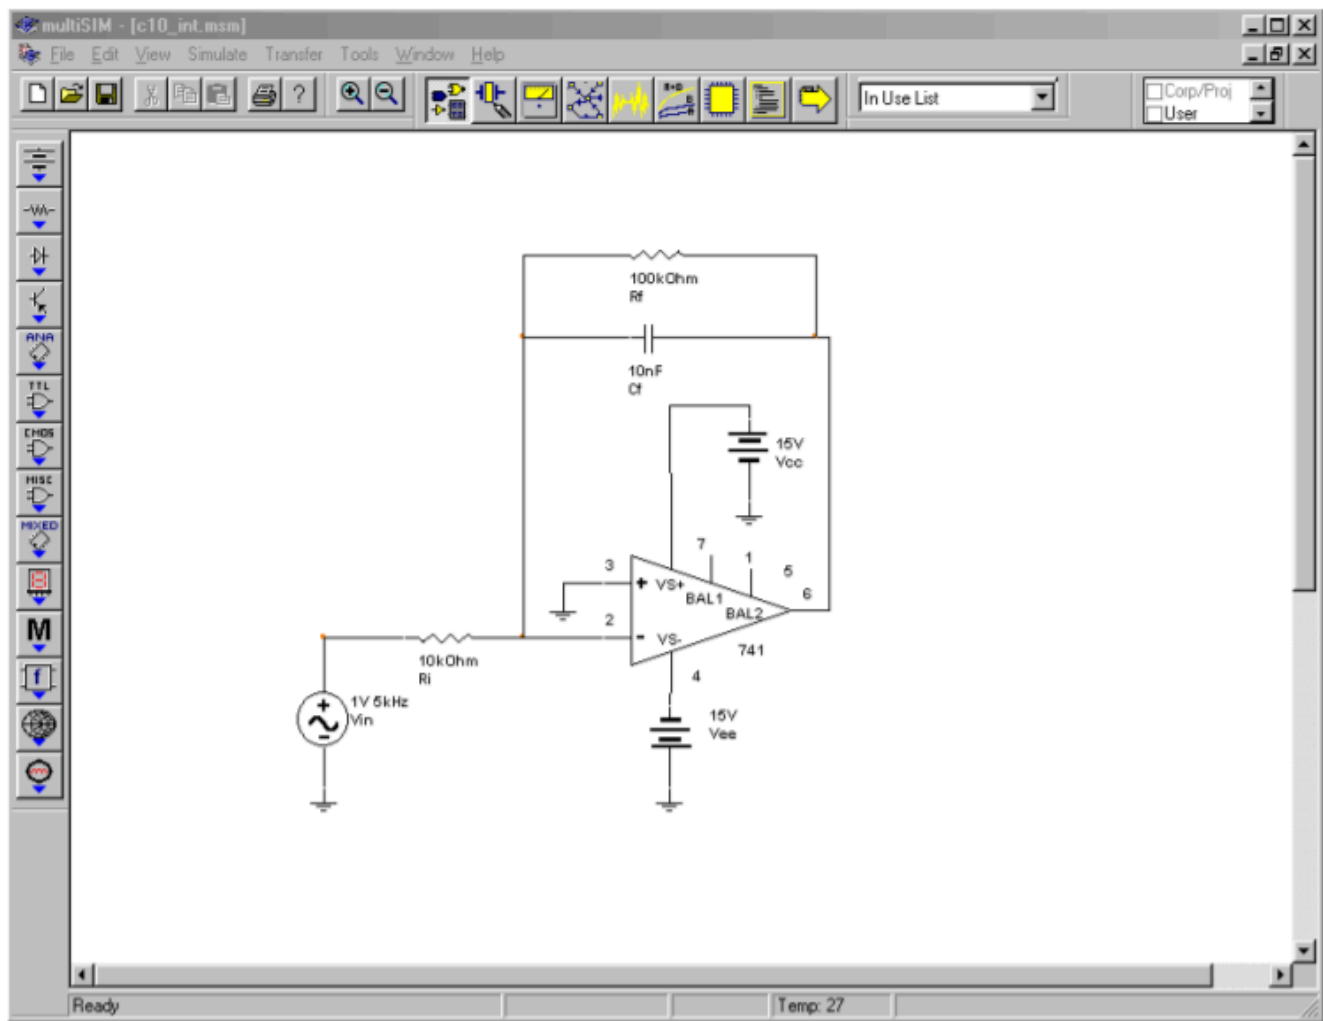 multiSIM - [c10_int.msm]
File Edit View Simulate Transfer Tools Window Help
In Use List
Corp/Proj
User
ANA
TTL
CMOS
MISC
MIXED
M
f
100kOhm
Rf
10nF
Cf
15V
Vcc
7
1
3
5
VS+
BAL1
6
2
BAL2
VS-
741
10kOhm
Ri
4
1V 5kHz
Vin
15V
Vee
Ready
Temp: 27